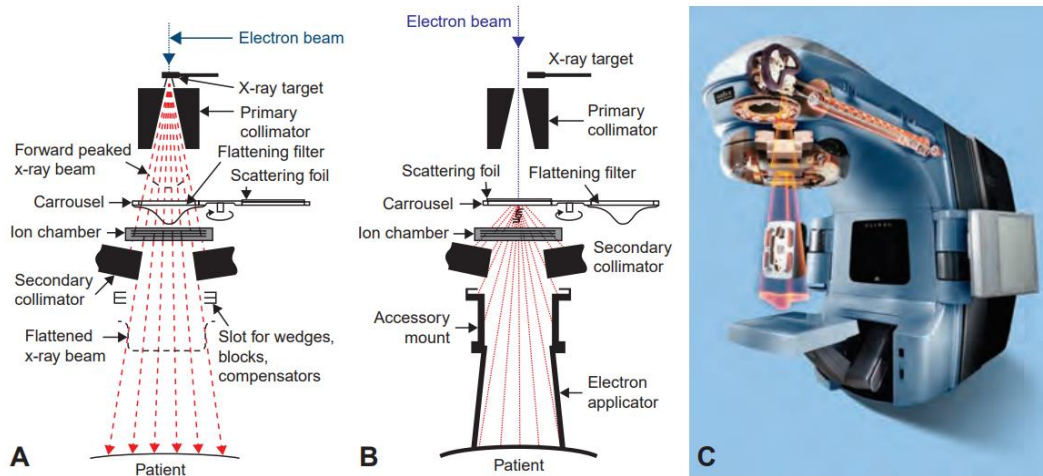 Electron beam
X-ray target
Primary
collimator
Flattening filter
Forward peaked
x-ray beam
Scattering foil
Carrousel
Ion chamber
Secondary
collimator
Flattened
x-ray beam
Slot for wedges,
blocks,
compensators
A
Patient
Electron beam
X-ray target
Primary
collimator
Scattering foil
Flattening filter
Carrousel
Ion chamber
Secondary
collimator
Accessory
mount
Electron
applicator
B
Patient
C